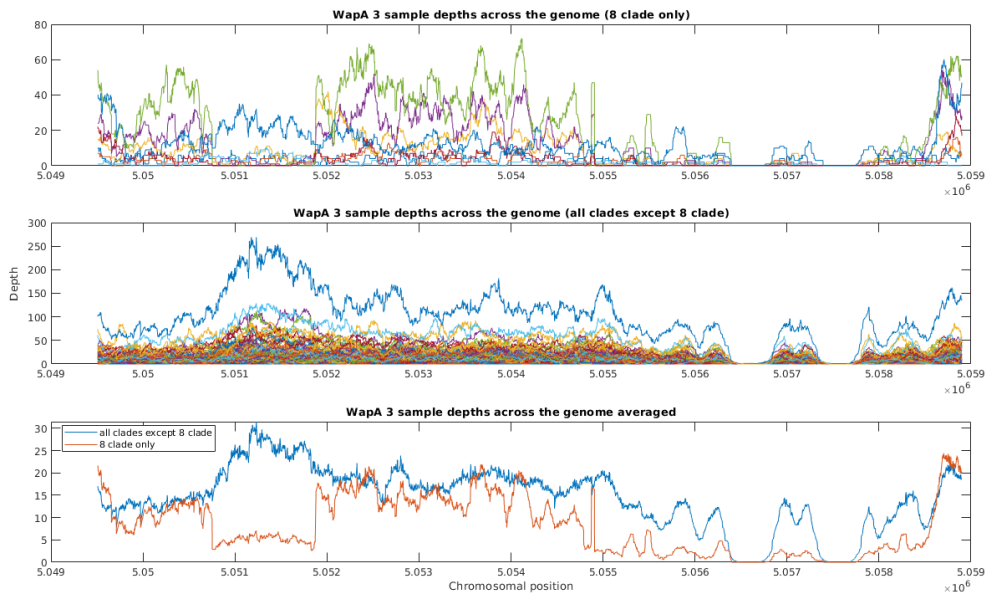 WapA 3 sample depths across the genome (8 clade only)
80
60
40
20
0
5.049 5.05 5.051 5.052 5.053 5.054 5.055 5.056 5.057 5.058 5.059
×10⁶
WapA 3 sample depths across the genome (all clades except 8 clade)
300
250
200
150
100
50
0
Depth
5.049 5.05 5.051 5.052 5.053 5.054 5.055 5.056 5.057 5.058 5.059
×10⁶
WapA 3 sample depths across the genome averaged
all clades except 8 clade
8 clade only
30
25
20
15
10
5
0
5.049 5.05 5.051 5.052 5.053 5.054 5.055 5.056 5.057 5.058 5.059
Chromosomal position
×10⁶